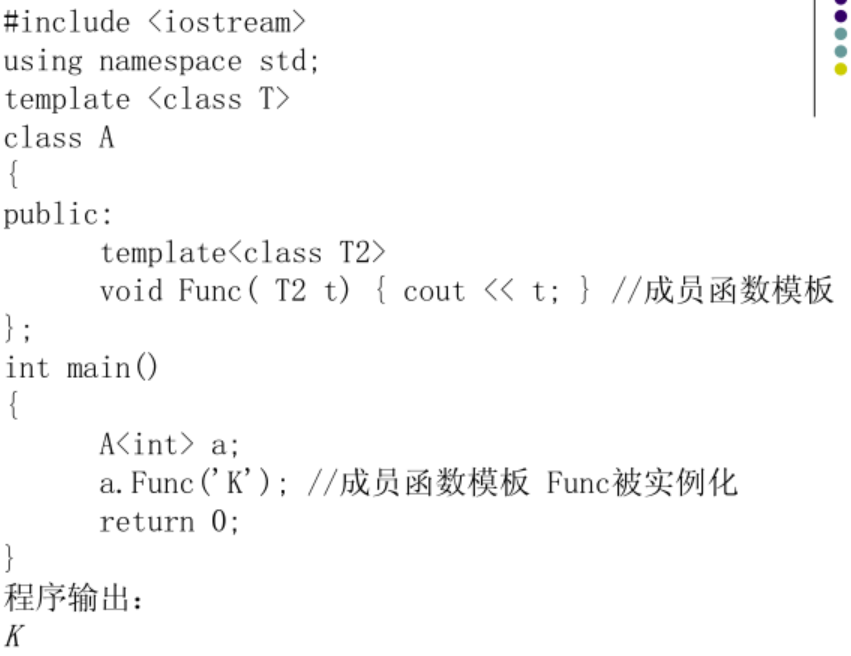 #include <iostream>
using namespace std;
template <class T>
class A
{
public:
template<class T2>
void Func( T2 t) { cout << t; } //成员函数模板
};
int main()
{
A<int> a;
a.Func('K'); //成员函数模板 Func被实例化
return 0;
}
程序输出：
K